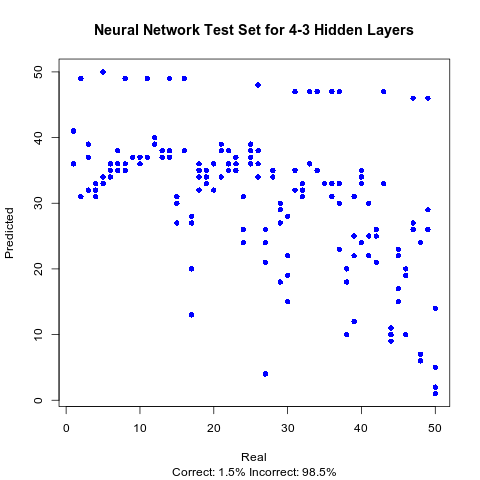 Neural Network Test Set for 4-3 Hidden Layers
Predicted
50
40
30
20
10
0
0 10 20 30 40 50
Real
Correct: 1.5% Incorrect: 98.5%